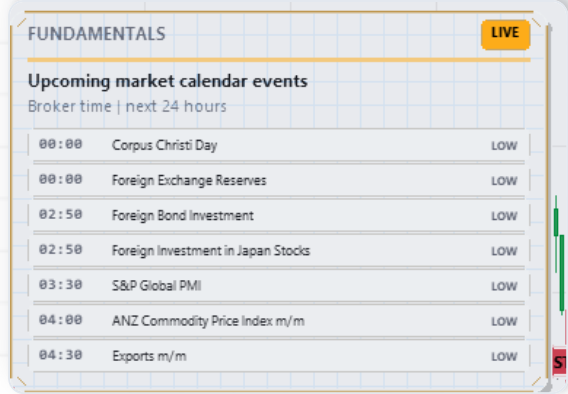 FUNDAMENTALS
LIVE
Upcoming market calendar events
Broker time | next 24 hours
00:00 Corpus Christi Day LOW
00:00 Foreign Exchange Reserves LOW
02:50 Foreign Bond Investment LOW
02:50 Foreign Investment in Japan Stocks LOW
03:30 S&P Global PMI LOW
04:00 ANZ Commodity Price Index m/m LOW
04:30 Exports m/m LOW